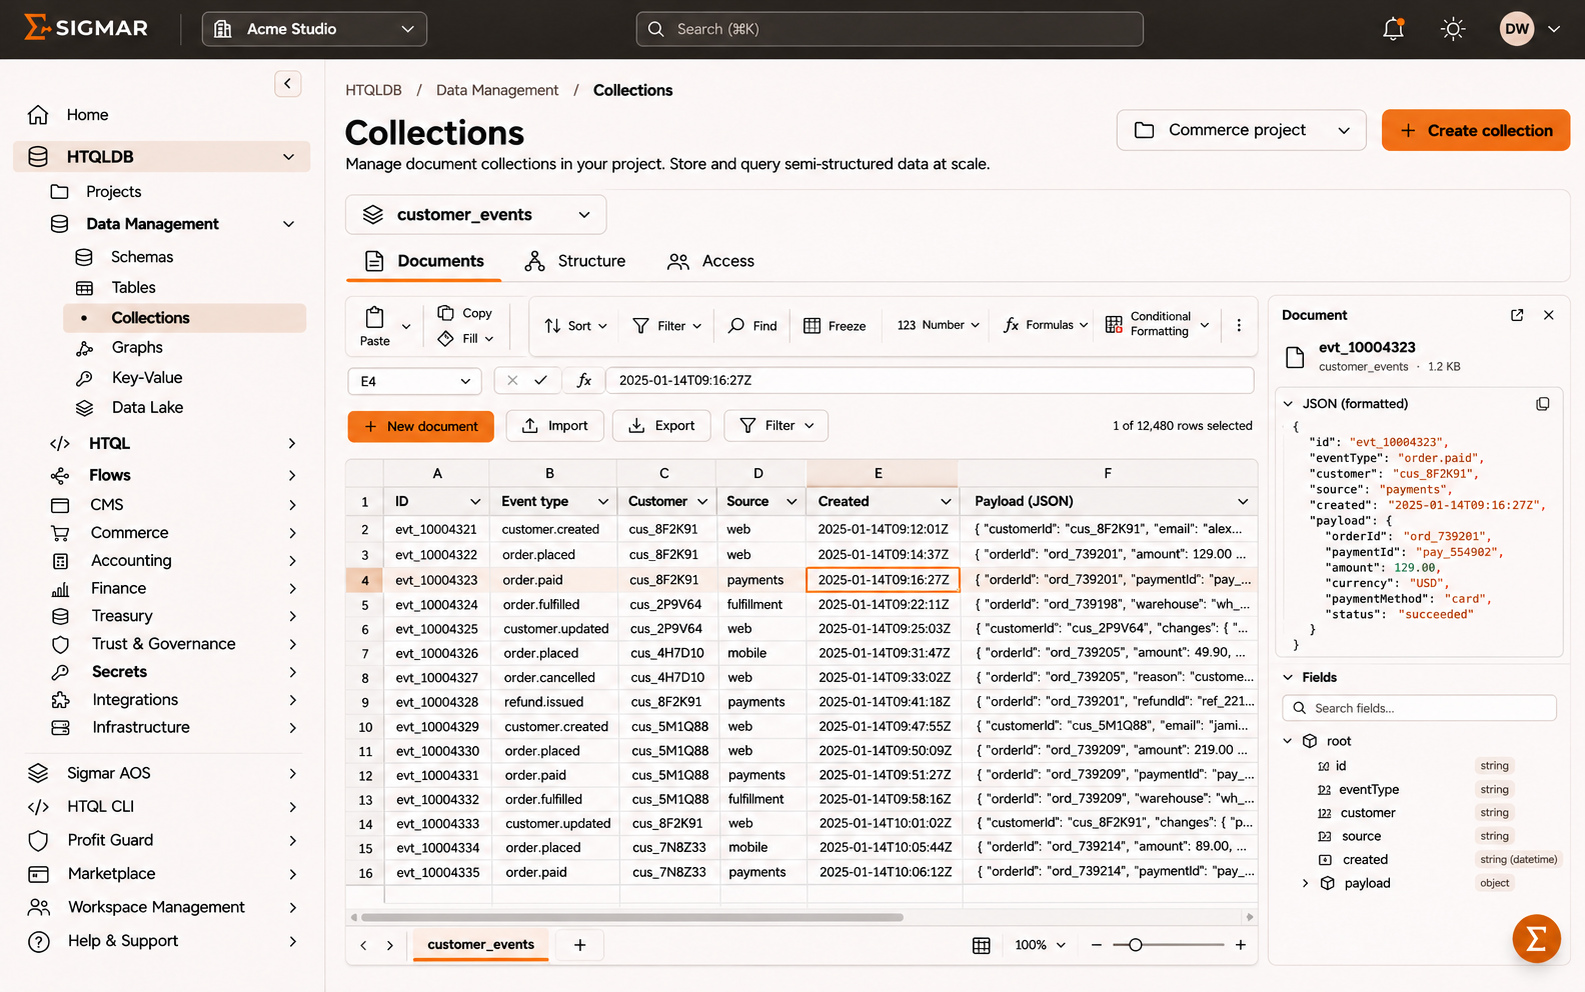 SIGMAR
Acme Studio
Search (⌘K)
DW
Home
HTQLDB
Projects
Data Management
Schemas
Tables
Collections
Graphs
Key-Value
Data Lake
HTQL
Flows
CMS
Commerce
Accounting
Finance
Treasury
Trust & Governance
Secrets
Integrations
Infrastructure
Sigmar AOS
HTQL CLI
Profit Guard
Marketplace
Workspace Management
Help & Support
HTQLDB / Data Management / Collections
Collections
Manage document collections in your project. Store and query semi-structured data at scale.
Commerce project
+ Create collection
customer_events
Documents Structure Access
Paste
Copy
Fill
Sort Filter Find Freeze 123 Number fx Formulas Conditional Formatting
E4 fx 2025-01-14T09:16:27Z
+ New document Import Export Filter 1 of 12,480 rows selected
A B C D E F
1 ID Event type Customer Source Created Payload (JSON)
2 evt_10004321 customer.created cus_8F2K91 web 2025-01-14T09:12:01Z { "customerId": "cus_8F2K91", "email": "alex...
3 evt_10004322 order.placed cus_8F2K91 web 2025-01-14T09:14:37Z { "orderId": "ord_739201", "amount": 129.00 ...
4 evt_10004323 order.paid cus_8F2K91 payments 2025-01-14T09:16:27Z { "orderId": "ord_739201", "paymentId": "pay_...
5 evt_10004324 order.fulfilled cus_2P9V64 fulfillment 2025-01-14T09:22:11Z { "orderId": "ord_739198", "warehouse": "wh_...
6 evt_10004325 customer.updated cus_2P9V64 web 2025-01-14T09:25:03Z { "customerId": "cus_2P9V64", "changes": { "...
7 evt_10004326 order.placed cus_4H7D10 mobile 2025-01-14T09:31:47Z { "orderId": "ord_739205", "amount": 49.90, ...
8 evt_10004327 order.cancelled cus_4H7D10 web 2025-01-14T09:33:02Z { "orderId": "ord_739205", "reason": "custome...
9 evt_10004328 refund.issued cus_8F2K91 payments 2025-01-14T09:41:18Z { "orderId": "ord_739201", "refundId": "ref_221...
10 evt_10004329 customer.created cus_5M1Q88 web 2025-01-14T09:47:55Z { "customerId": "cus_5M1Q88", "email": "jami...
11 evt_10004330 order.placed cus_5M1Q88 web 2025-01-14T09:50:09Z { "orderId": "ord_739209", "amount": 219.00 ...
12 evt_10004331 order.paid cus_5M1Q88 payments 2025-01-14T09:51:27Z { "orderId": "ord_739209", "paymentId": "pay_...
13 evt_10004332 order.fulfilled cus_5M1Q88 fulfillment 2025-01-14T09:58:16Z { "orderId": "ord_739209", "warehouse": "wh_...
14 evt_10004333 customer.updated cus_8F2K91 web 2025-01-14T10:01:02Z { "customerId": "cus_8F2K91", "changes": { "p...
15 evt_10004334 order.placed cus_7N8Z33 mobile 2025-01-14T10:05:44Z { "orderId": "ord_739214", "amount": 89.00, ...
16 evt_10004335 order.paid cus_7N8Z33 payments 2025-01-14T10:06:12Z { "orderId": "ord_739214", "paymentId": "pay_...
customer_events + 100% − +
Document
evt_10004323
customer_events · 1.2 KB
JSON (formatted)
{
"id": "evt_10004323",
"eventType": "order.paid",
"customer": "cus_8F2K91",
"source": "payments",
"created": "2025-01-14T09:16:27Z",
"payload": {
"orderId": "ord_739201",
"paymentId": "pay_554902",
"amount": 129.00,
"currency": "USD",
"paymentMethod": "card",
"status": "succeeded"
}
}
Fields
Search fields...
root
id string
eventType string
customer string
source string
created string (datetime)
payload object
Σ